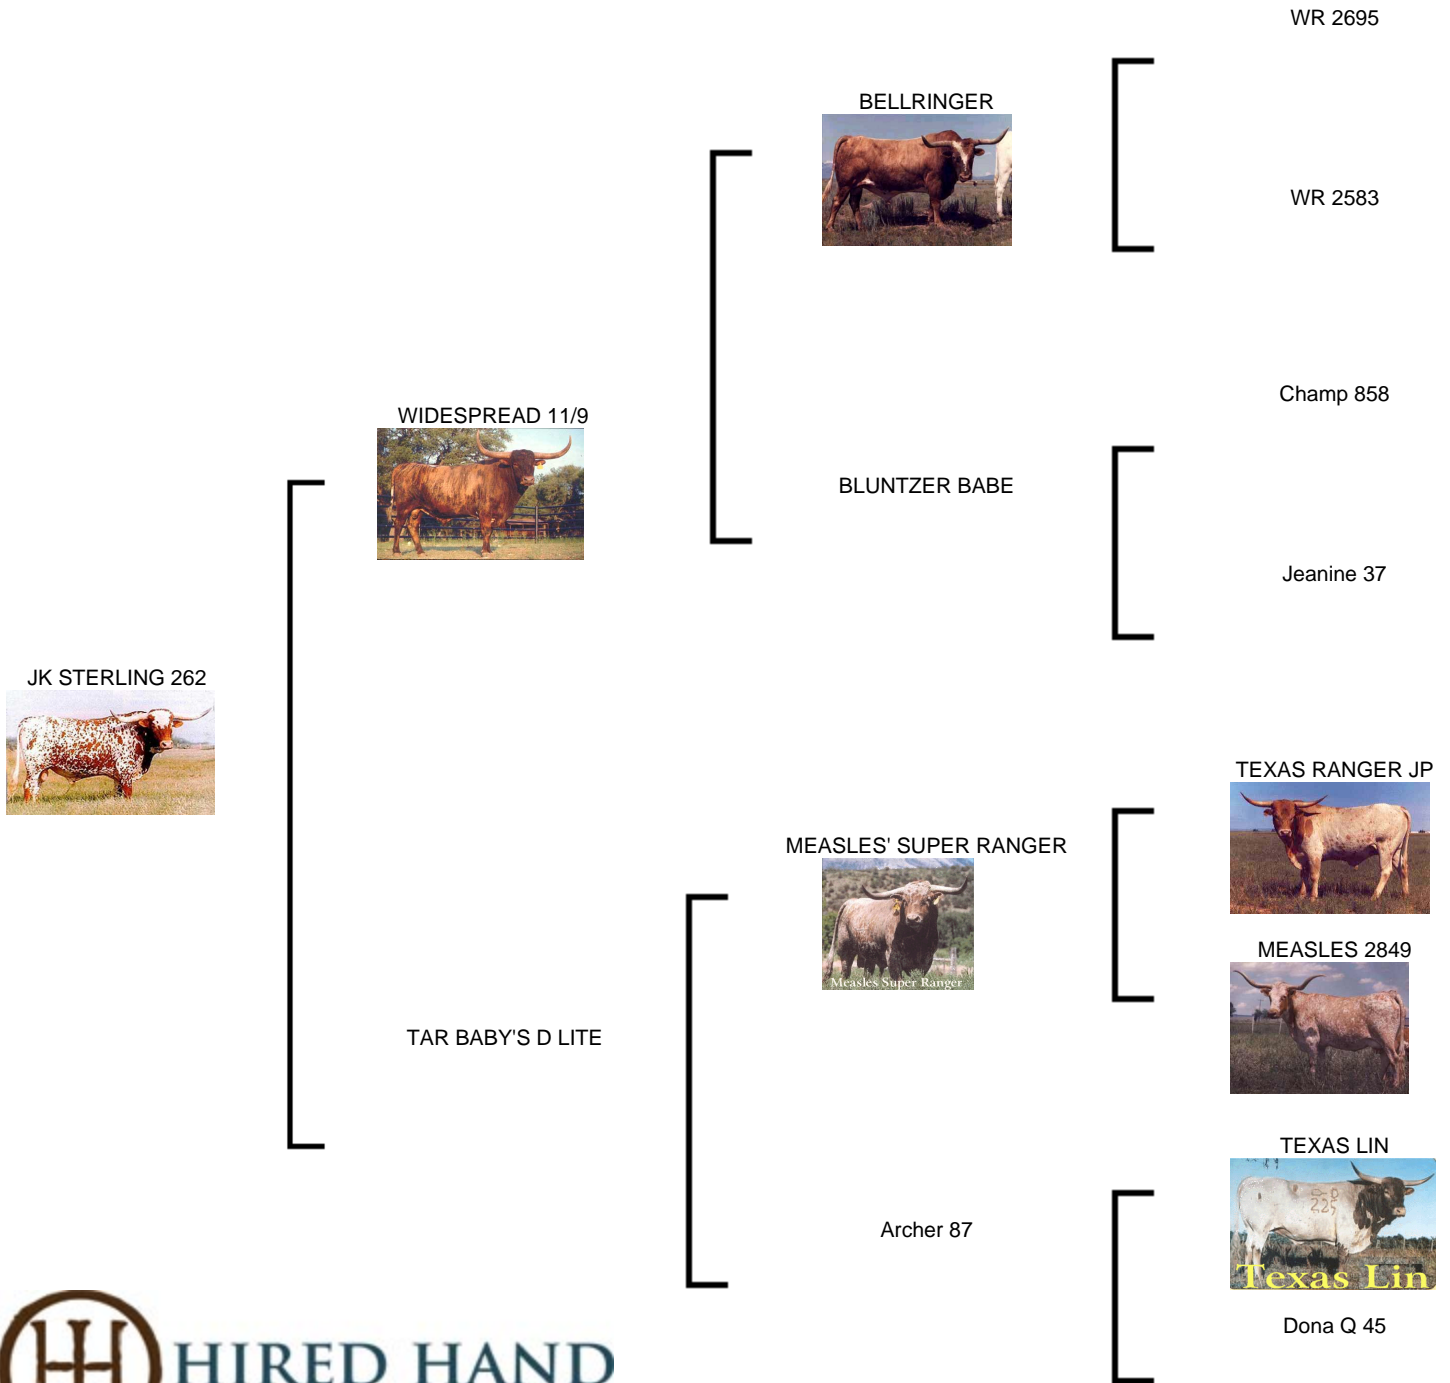 WR 2695
BELLRINGER
WR 2583
Champ 858
WIDESPREAD 11/9
BLUNTZER BABE
Jeanine 37
JK STERLING 262
TEXAS RANGER JP
MEASLES' SUPER RANGER
MEASLES 2849
Measles Super Ranger
TAR BABY'S D LITE
TEXAS LIN
225
Archer 87
Texas Lin
Dona Q 45
HIRED HAND